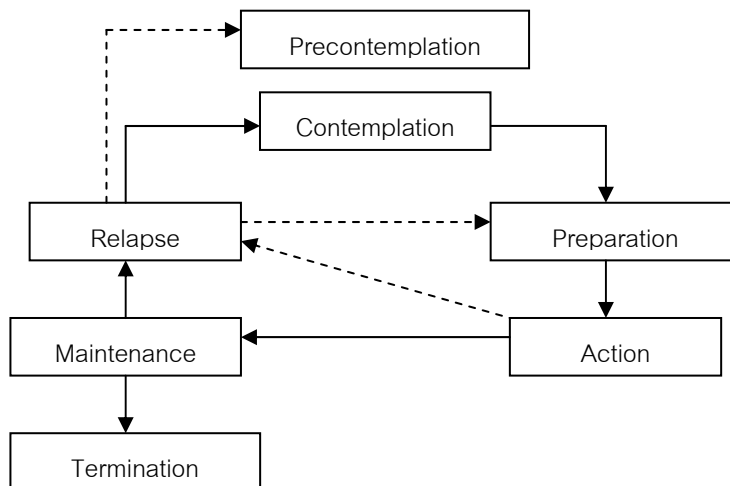 Precontemplation
Contemplation
Relapse
Preparation
Maintenance
Action
Termination